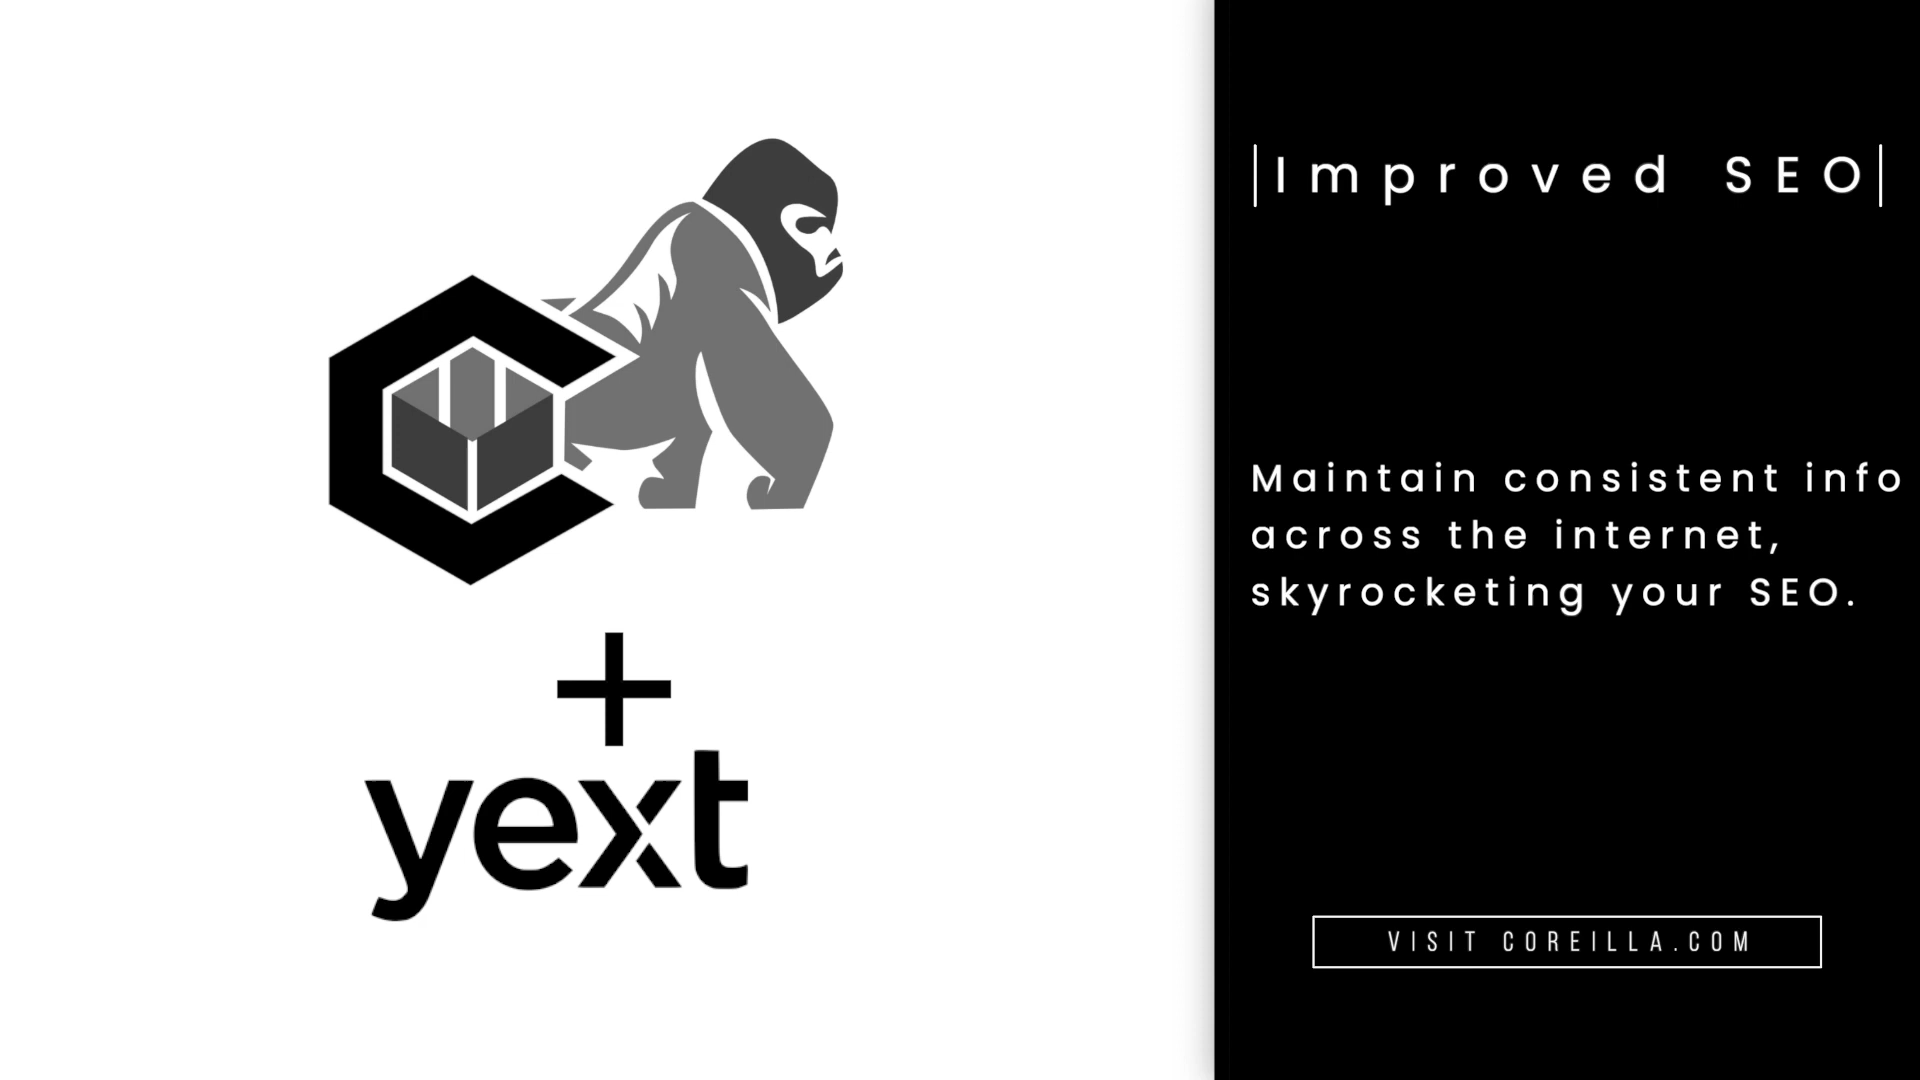 +
yext
|Improved SEO|
Maintain consistent info
across the internet,
skyrocketing your SEO.
VISIT COREILLA.COM